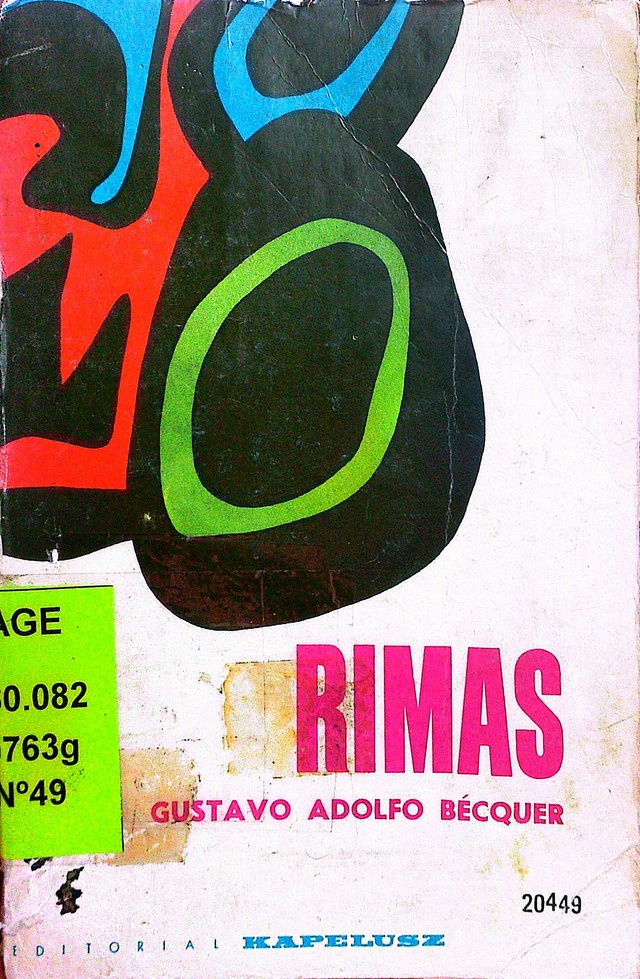 AGE
0.082
763g
Nº49
RIMAS
GUSTAVO ADOLFO BÉCQUER
20449
EDITORIAL KAPELUSZ